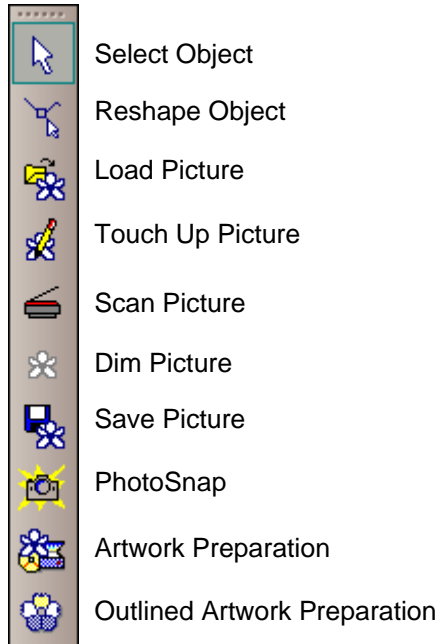 Select Object
Reshape Object
Load Picture
Touch Up Picture
Scan Picture
Dim Picture
Save Picture
PhotoSnap
Artwork Preparation
Outlined Artwork Preparation